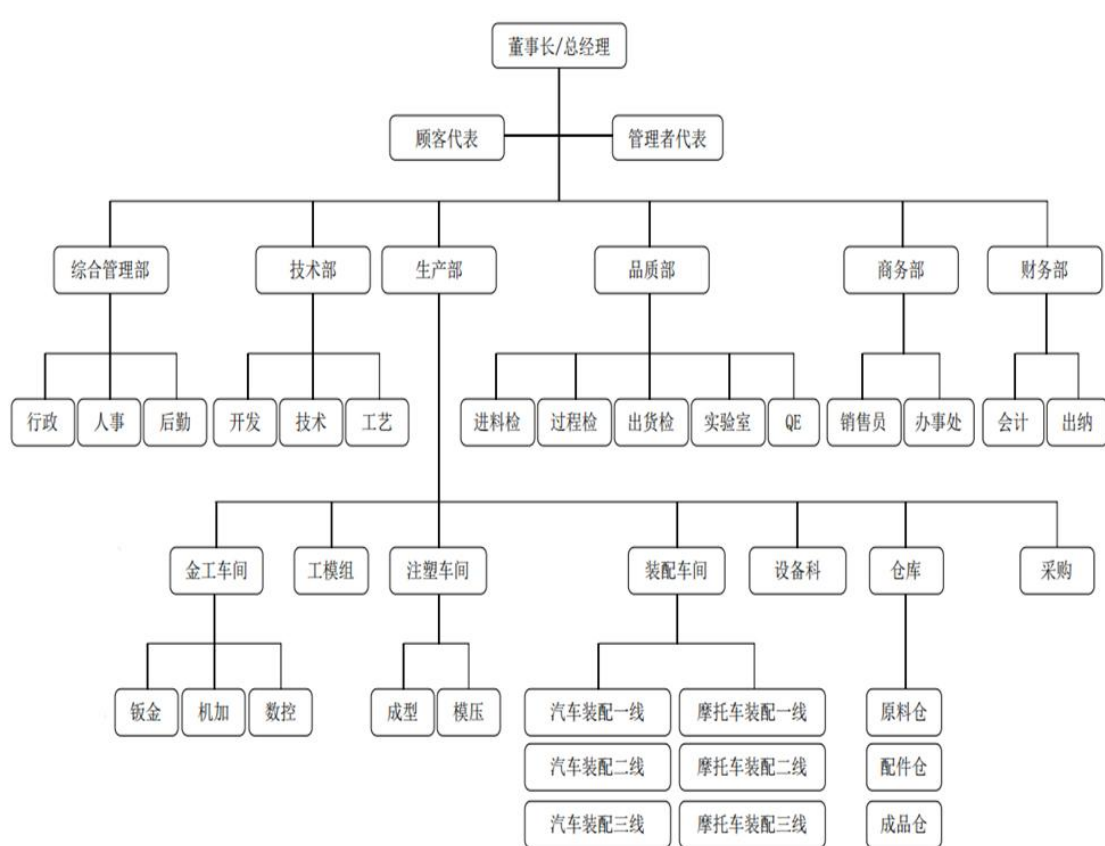 董事长/总经理
顾客代表
管理者代表
综合管理部
技术部
生产部
品质部
商务部
财务部
行政
人事
后勤
开发
技术
工艺
进料检
过程检
出货检
实验室
QE
销售员
办事处
会计
出纳
金工车间
工模组
注塑车间
装配车间
设备科
仓库
采购
钣金
机加
数控
成型
模压
汽车装配一线
摩托车装配一线
原料仓
汽车装配二线
摩托车装配二线
配件仓
汽车装配三线
摩托车装配三线
成品仓